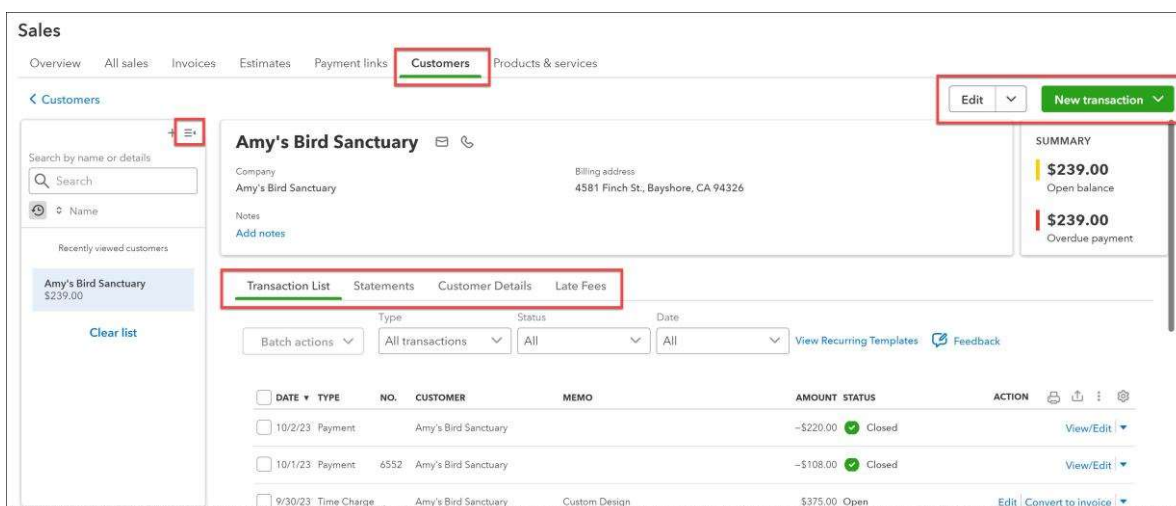 Sales
Overview All sales Invoices Estimates Payment links Customers Products & services
Customers
Edit New transaction
Search by name or details
Search
Name
Recently viewed customers
Amy's Bird Sanctuary
$239.00
Clear list
Amy's Bird Sanctuary
Company
Amy's Bird Sanctuary
Billing address
4581 Finch St., Bayshore, CA 94326
Notes
Add notes
SUMMARY
$239.00
Open balance
$239.00
Overdue payment
Transaction List Statements Customer Details Late Fees
Type Status Date
Batch actions All transactions All All View Recurring Templates Feedback
DATE TYPE NO. CUSTOMER MEMO AMOUNT STATUS ACTION
10/2/23 Payment Amy's Bird Sanctuary -$220.00 Closed View/Edit
10/1/23 Payment 6552 Amy's Bird Sanctuary -$108.00 Closed View/Edit
9/30/23 Time Charge Amy's Bird Sanctuary Custom Design $375.00 Open Edit Convert to invoice